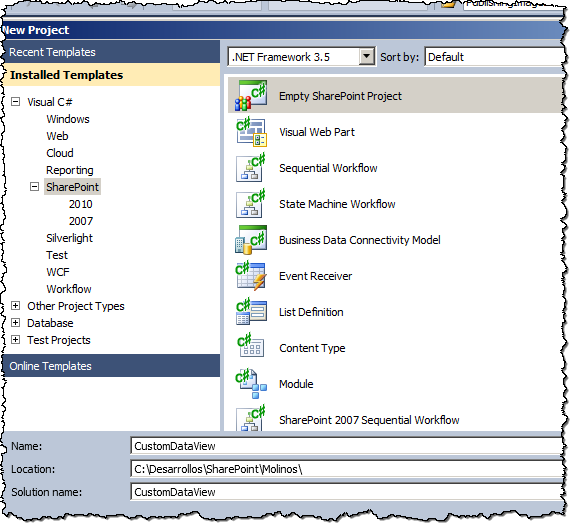 PublishingImag
New Project
Recent Templates
.NET Framework 3.5
Sort by:
Default
Installed Templates
Visual C#
Windows
Web
Cloud
Reporting
SharePoint
2010
2007
Silverlight
Test
WCF
Workflow
Other Project Types
Database
Test Projects
Online Templates
Empty SharePoint Project
Visual Web Part
Sequential Workflow
State Machine Workflow
Business Data Connectivity Model
Event Receiver
List Definition
Content Type
Module
SharePoint 2007 Sequential Workflow
Name:
CustomDataView
Location:
C:\Desarrollos\SharePoint\Molinos\
Solution name:
CustomDataView